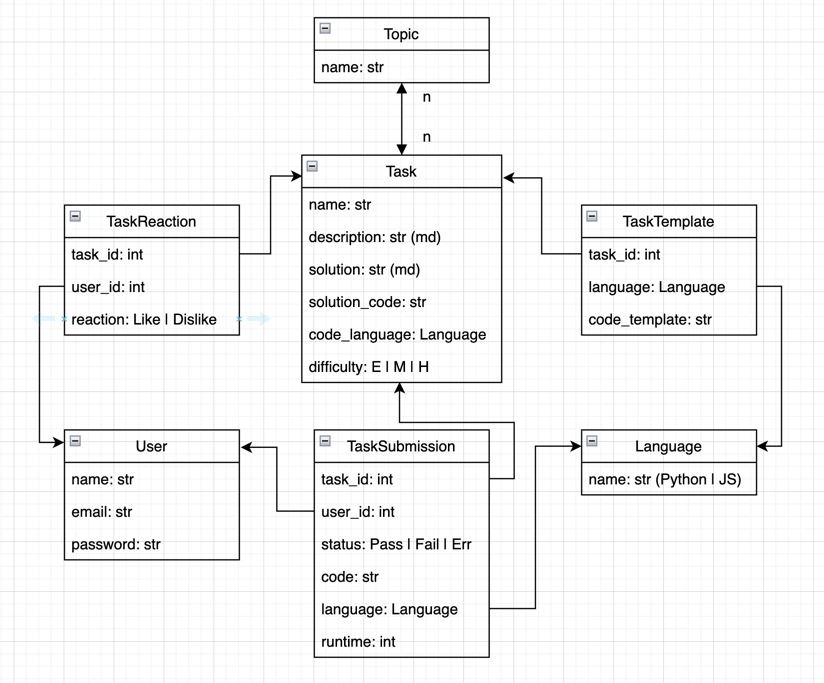 Topic
name: str
n
n
Task
name: str
description: str (md)
solution: str (md)
solution_code: str
code_language: Language
difficulty: E | M | H
TaskReaction
task_id: int
user_id: int
reaction: Like | Dislike
TaskTemplate
task_id: int
language: Language
code_template: str
User
name: str
email: str
password: str
TaskSubmission
task_id: int
user_id: int
status: Pass | Fail | Err
code: str
language: Language
runtime: int
Language
name: str (Python | JS)